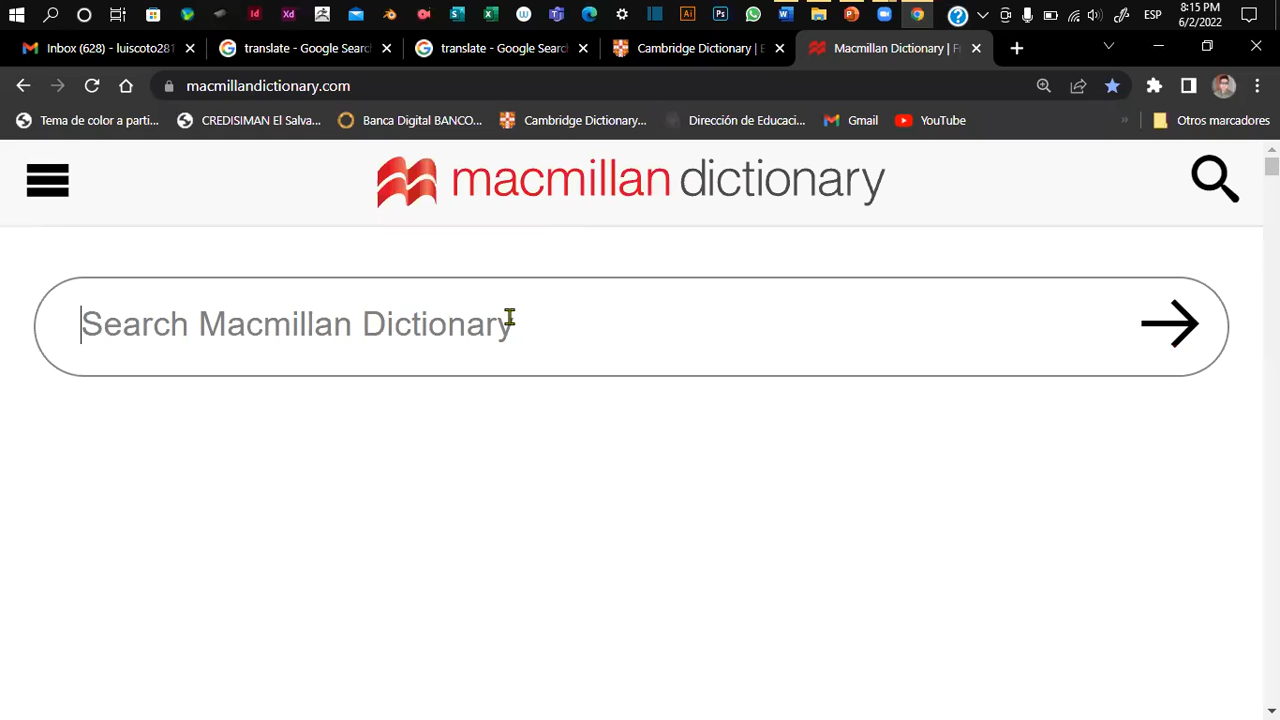 8:15 PM
ESP
6/2/2022
Inbox (628) - luiscoto281
translate - Google Search
translate - Google Search
Cambridge Dictionary | E
Macmillan Dictionary | Fr
macmillandictionary.com
Tema de color a parti...
CREDISIMAN El Salva...
Banca Digital BANCO...
Cambridge Dictionary...
Dirección de Educaci...
Gmail
YouTube
»
Otros marcadores
macmillan dictionary
Search Macmillan Dictionary